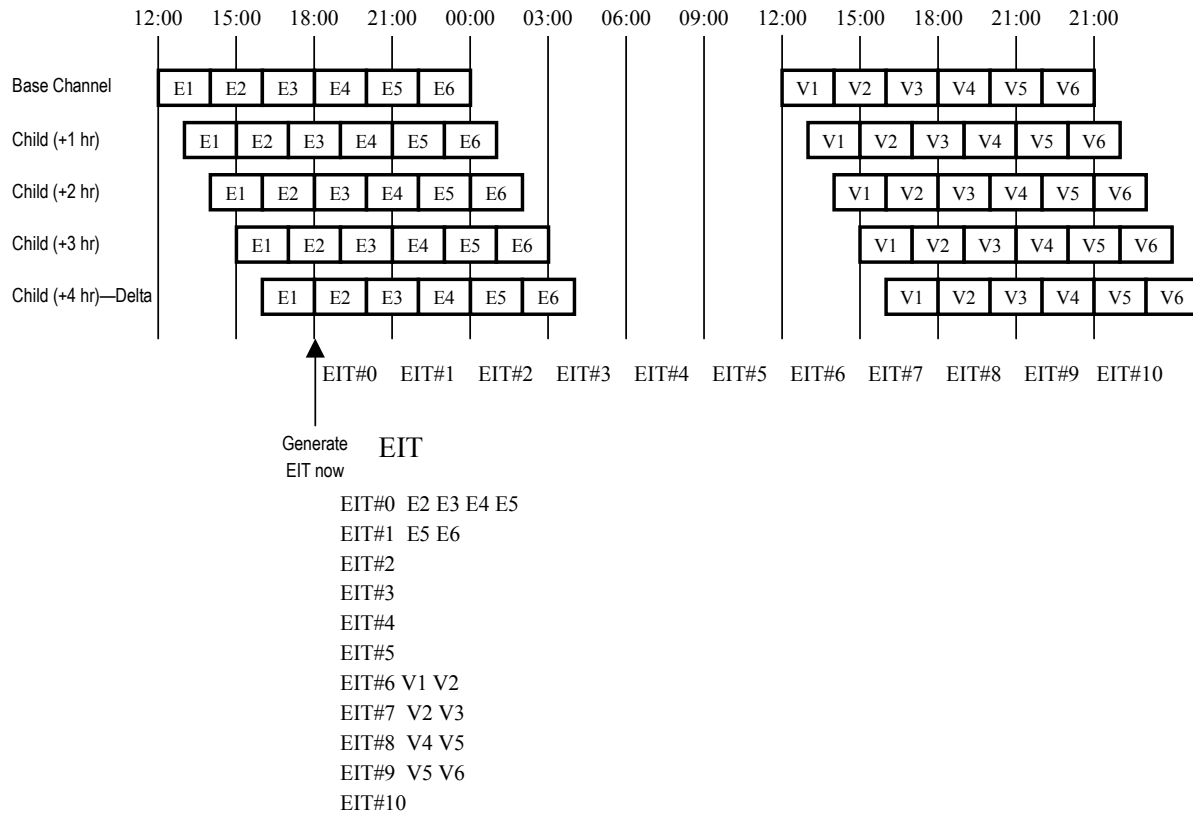 12:00 15:00 18:00 21:00 00:00 03:00 06:00 09:00 12:00 15:00 18:00 21:00 21:00
Base Channel E1 E2 E3 E4 E5 E6 V1 V2 V3 V4 V5 V6
Child (+1 hr) E1 E2 E3 E4 E5 E6 V1 V2 V3 V4 V5 V6
Child (+2 hr) E1 E2 E3 E4 E5 E6 V1 V2 V3 V4 V5 V6
Child (+3 hr) E1 E2 E3 E4 E5 E6 V1 V2 V3 V4 V5 V6
Child (+4 hr)—Delta E1 E2 E3 E4 E5 E6 V1 V2 V3 V4 V5 V6
EIT#0 EIT#1 EIT#2 EIT#3 EIT#4 EIT#5 EIT#6 EIT#7 EIT#8 EIT#9 EIT#10
Generate
EIT now
EIT
EIT#0 E2 E3 E4 E5
EIT#1 E5 E6
EIT#2
EIT#3
EIT#4
EIT#5
EIT#6 V1 V2
EIT#7 V2 V3
EIT#8 V4 V5
EIT#9 V5 V6
EIT#10